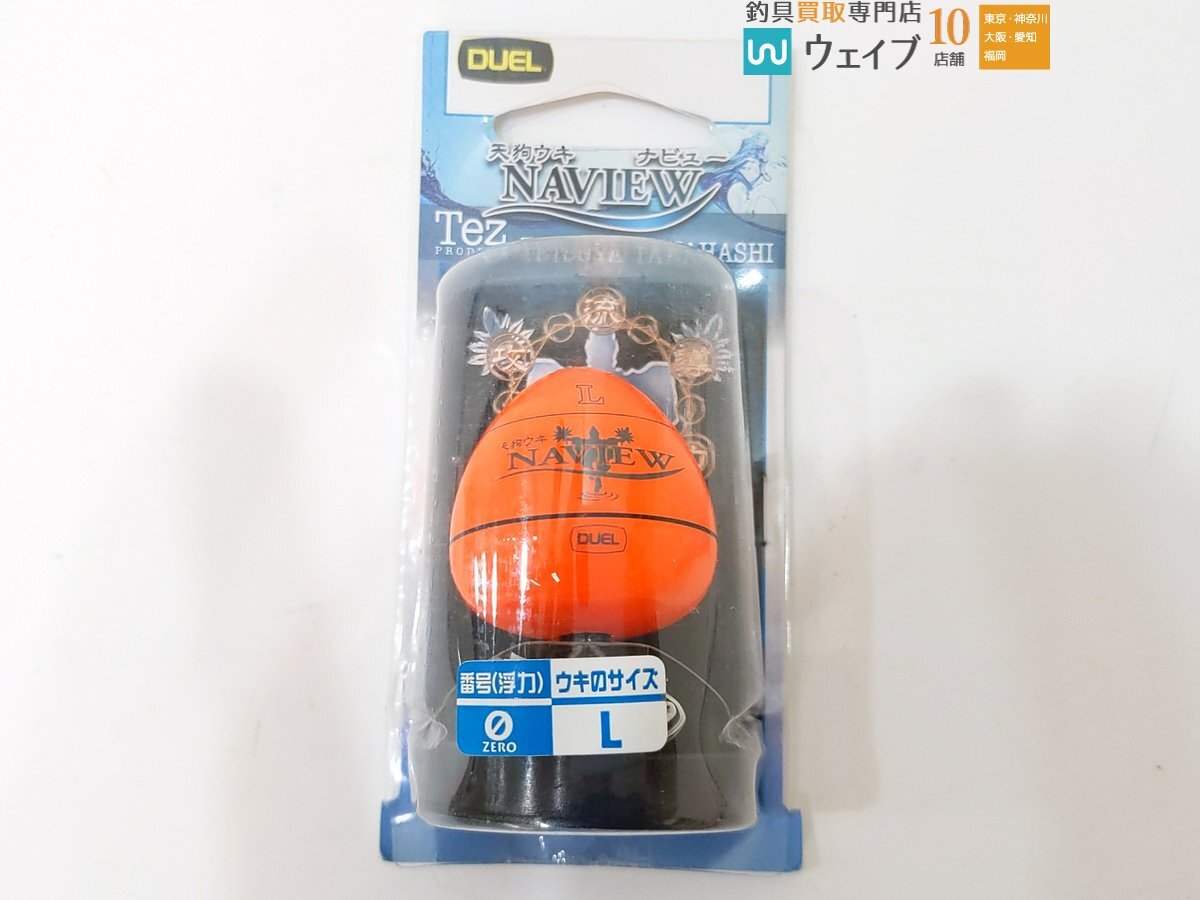 釣具買取専門店
ウェイブ
10
店舗
東京・神奈川
大阪・愛知
福岡
DUEL
天狗ウキ ナビュー
NAVIEW
Tez
L
天狗ウキ
NAVIEW
DUEL
番号(浮力) ウキのサイズ
0 L
ZERO